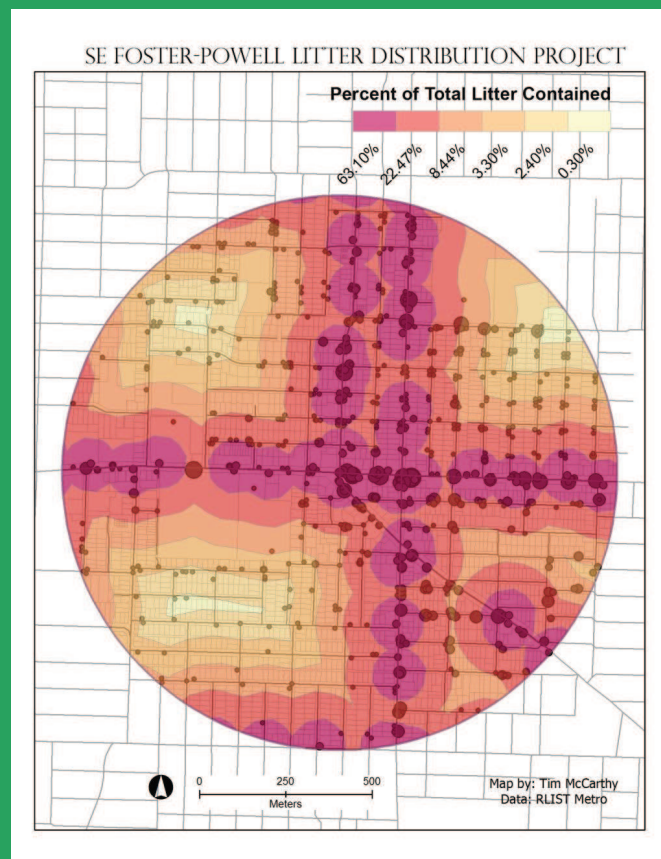 SE FOSTER-POWELL LITTER DISTRIBUTION PROJECT
Percent of Total Litter Contained
63.10% 22.47% 8.44% 3.30% 2.40% 0.30%
0 250 500
Meters
Map by: Tim McCarthy
Data: RLIST Metro